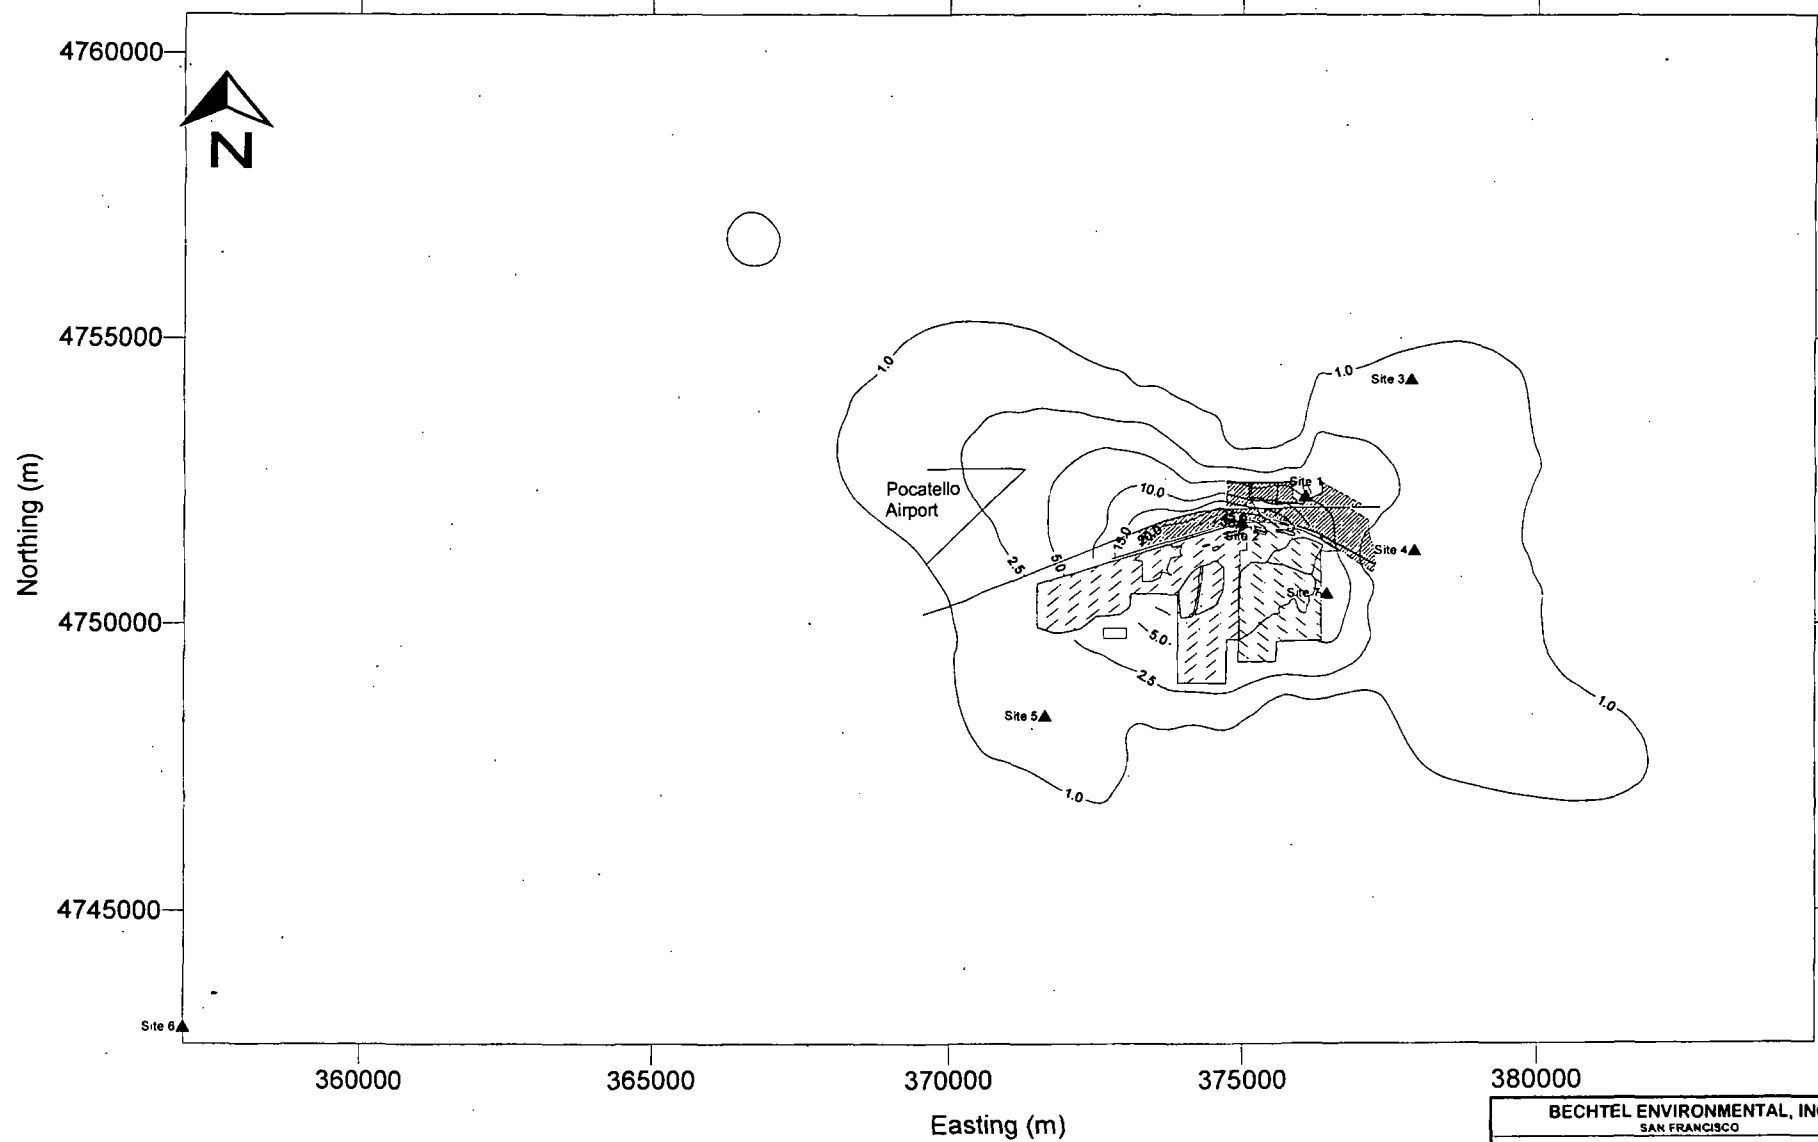 4760000
N
4755000
1.0
1.0
Site 3
Northing (m)
Pocatello
Airport
10.0
Site 1
15.0
20.0
Site 2
Site 4
2.5
5.0
Site 7
4750000
5.0
2.5
1.0
Site 5
1.0
4745000
Site 6
360000
365000
370000
375000
380000
Easting (m)
BECHTEL ENVIRONMENTAL, INC
SAN FRANCISCO